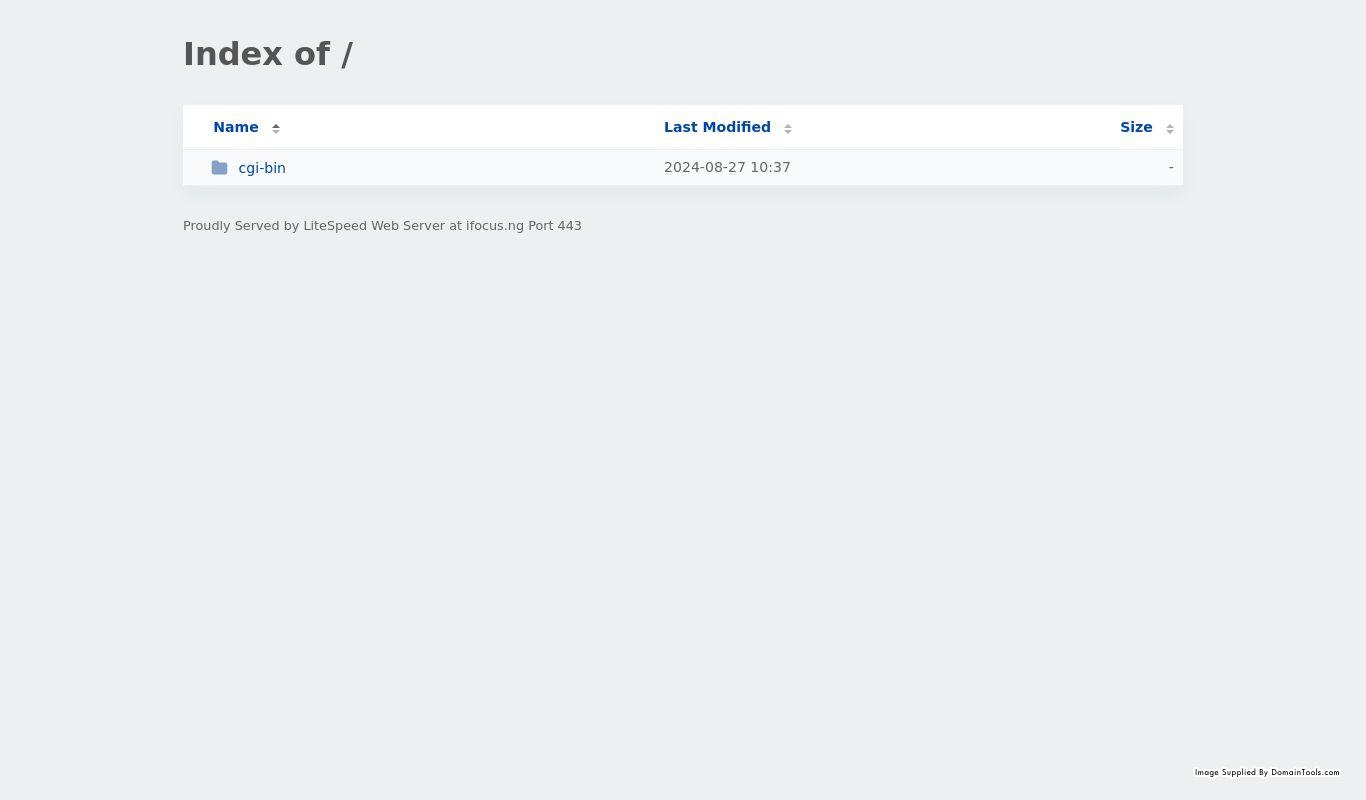 Index of /
Name Last Modified Size
cgi-bin 2024-08-27 10:37 -
Proudly Served by LiteSpeed Web Server at ifocus.ng Port 443
Image Supplied By DomainTools.com